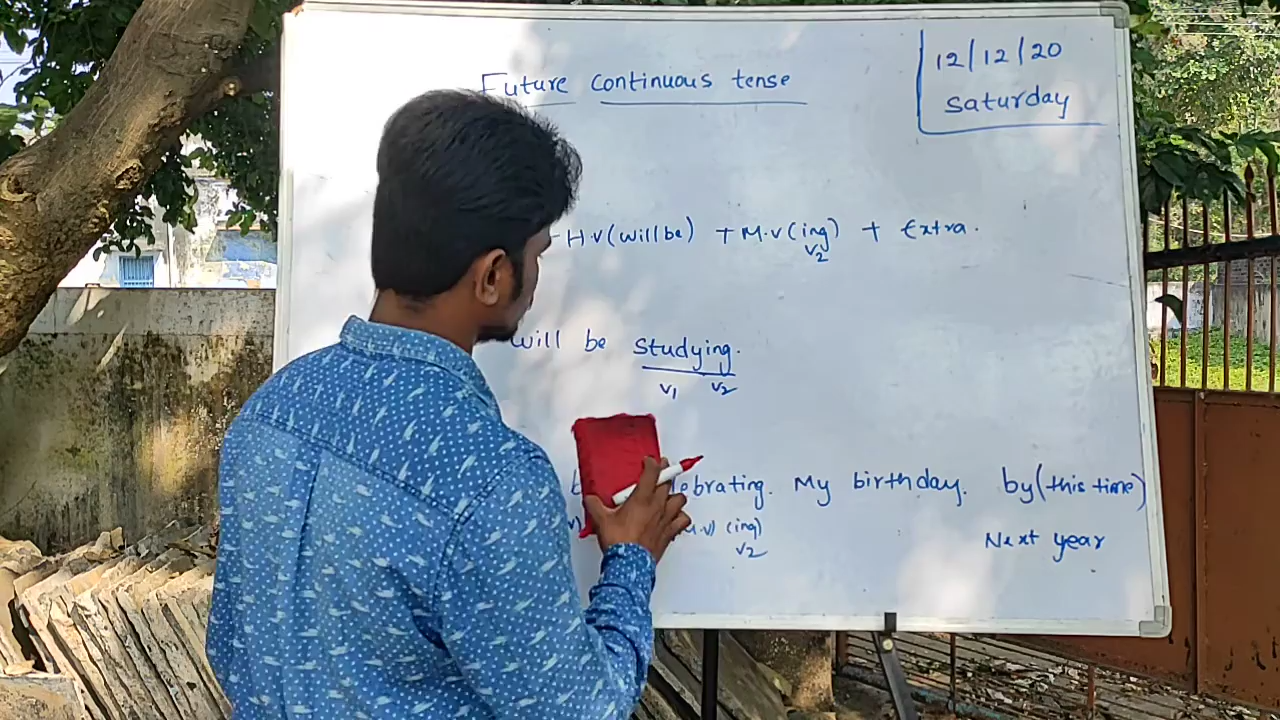 Future continuous tense
12/12/20
Saturday
H.V(will be) + M.V(ing) + Extra.
V2
will be studying.
V1 V2
My birthday. by(this time)
(ing)
V2
Next year